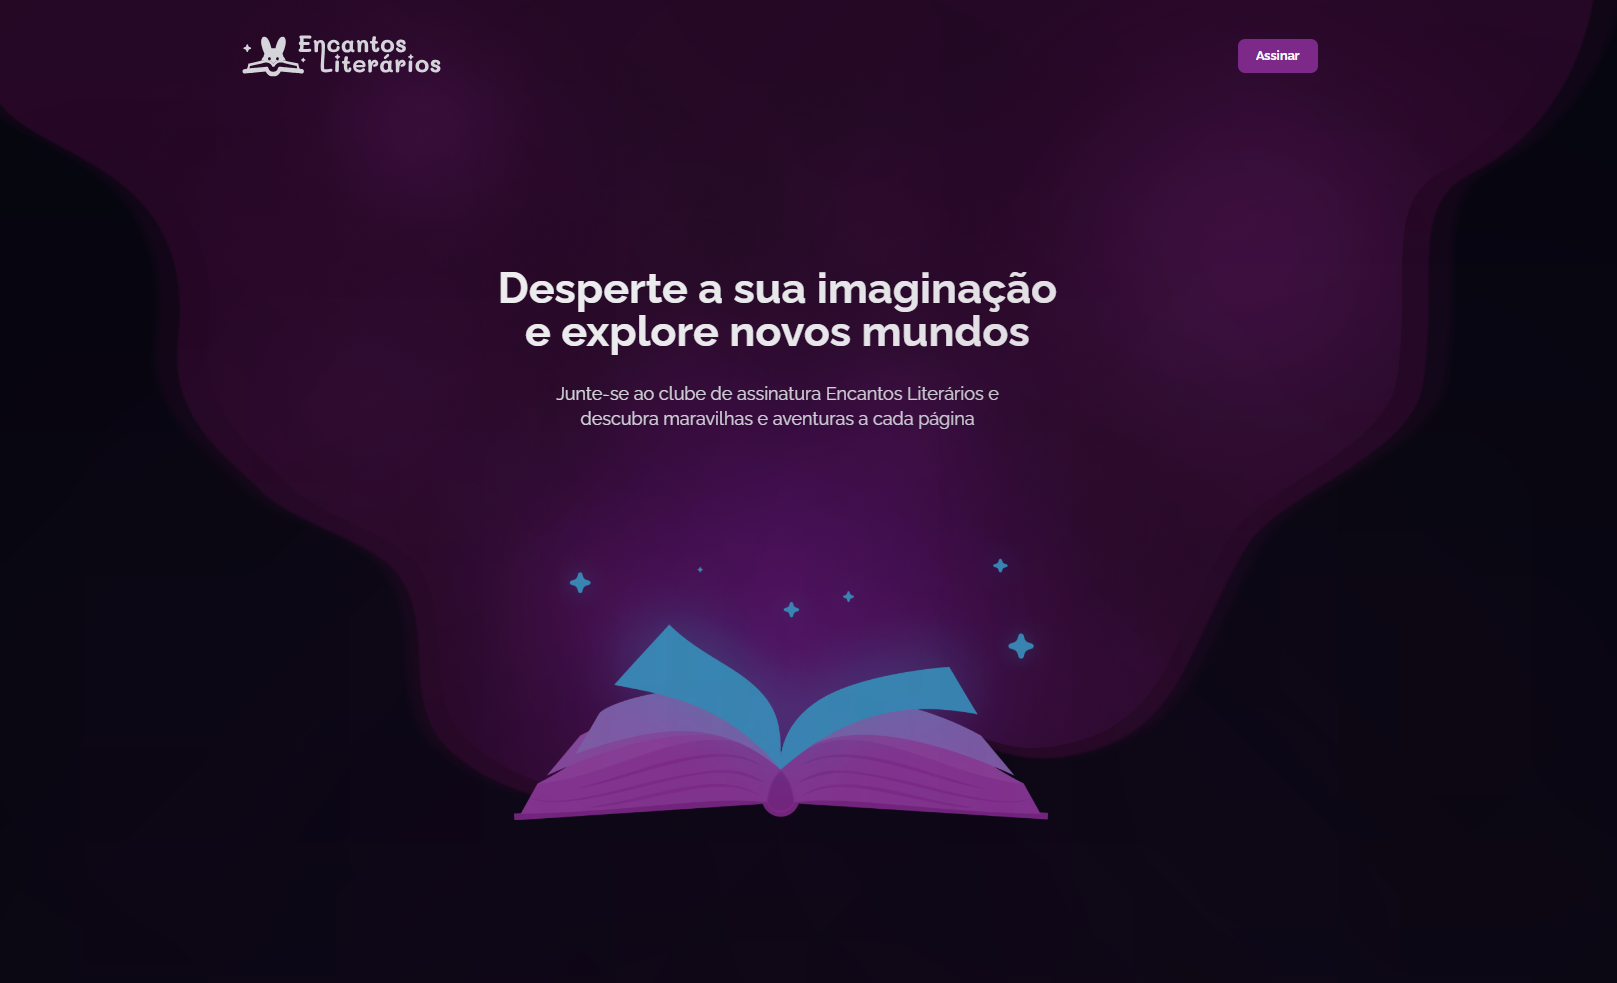 Encantos
Literários
Assinar
Desperte a sua imaginação
e explore novos mundos
Junte-se ao clube de assinatura Encantos Literários e
descubra maravilhas e aventuras a cada página